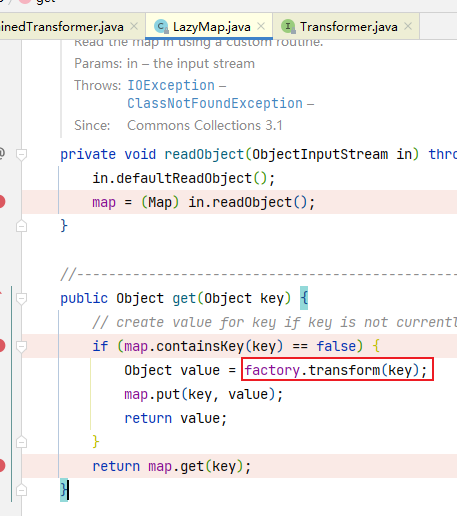 get
inedTransformer.java LazyMap.java Transformer.java
Read the map in using a custom routine.
Params: in – the input stream
Throws: IOException –
ClassNotFoundException –
Since: Commons Collections 3.1
private void readObject(ObjectInputStream in) thro
in.defaultReadObject();
map = (Map) in.readObject();
}
//-------------------------------------------------
public Object get(Object key) {
// create value for key if key is not currentl
if (map.containsKey(key) == false) {
Object value = factory.transform(key);
map.put(key, value);
return value;
}
return map.get(key);
}